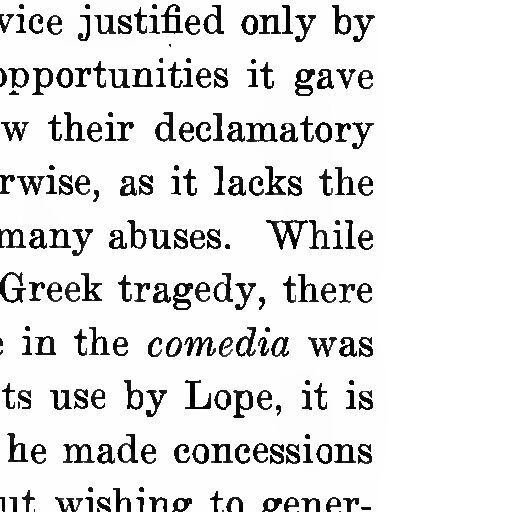 vice justified only by
opportunities it gave
w their declamatory
rwise, as it lacks the
many abuses. While
Greek tragedy, there
e in the comedia was
ts use by Lope, it is
he made concessions
ut wishing to gener-